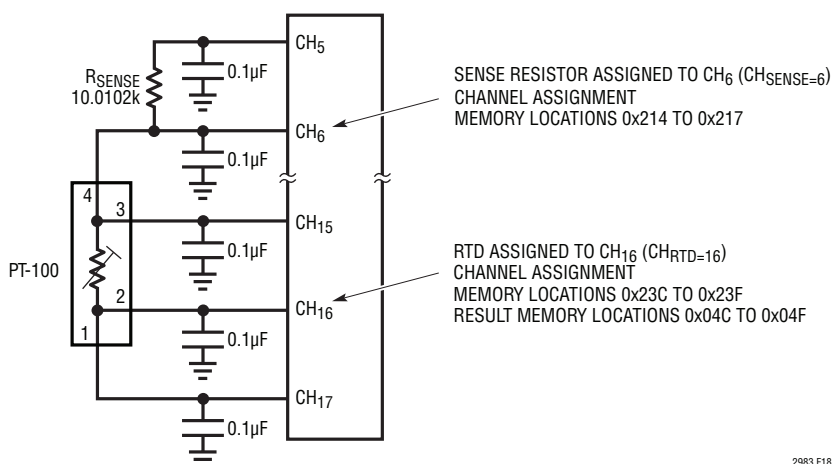 CH5
RSENSE
10.0102k
0.1µF
CH6
0.1µF
SENSE RESISTOR ASSIGNED TO CH6 (CHSENSE=6)
CHANNEL ASSIGNMENT
MEMORY LOCATIONS 0x214 TO 0x217
4
3
CH15
0.1µF
PT-100
2
CH16
1
0.1µF
RTD ASSIGNED TO CH16 (CHRTD=16)
CHANNEL ASSIGNMENT
MEMORY LOCATIONS 0x23C TO 0x23F
RESULT MEMORY LOCATIONS 0x04C TO 0x04F
CH17
0.1µF
2983 F18